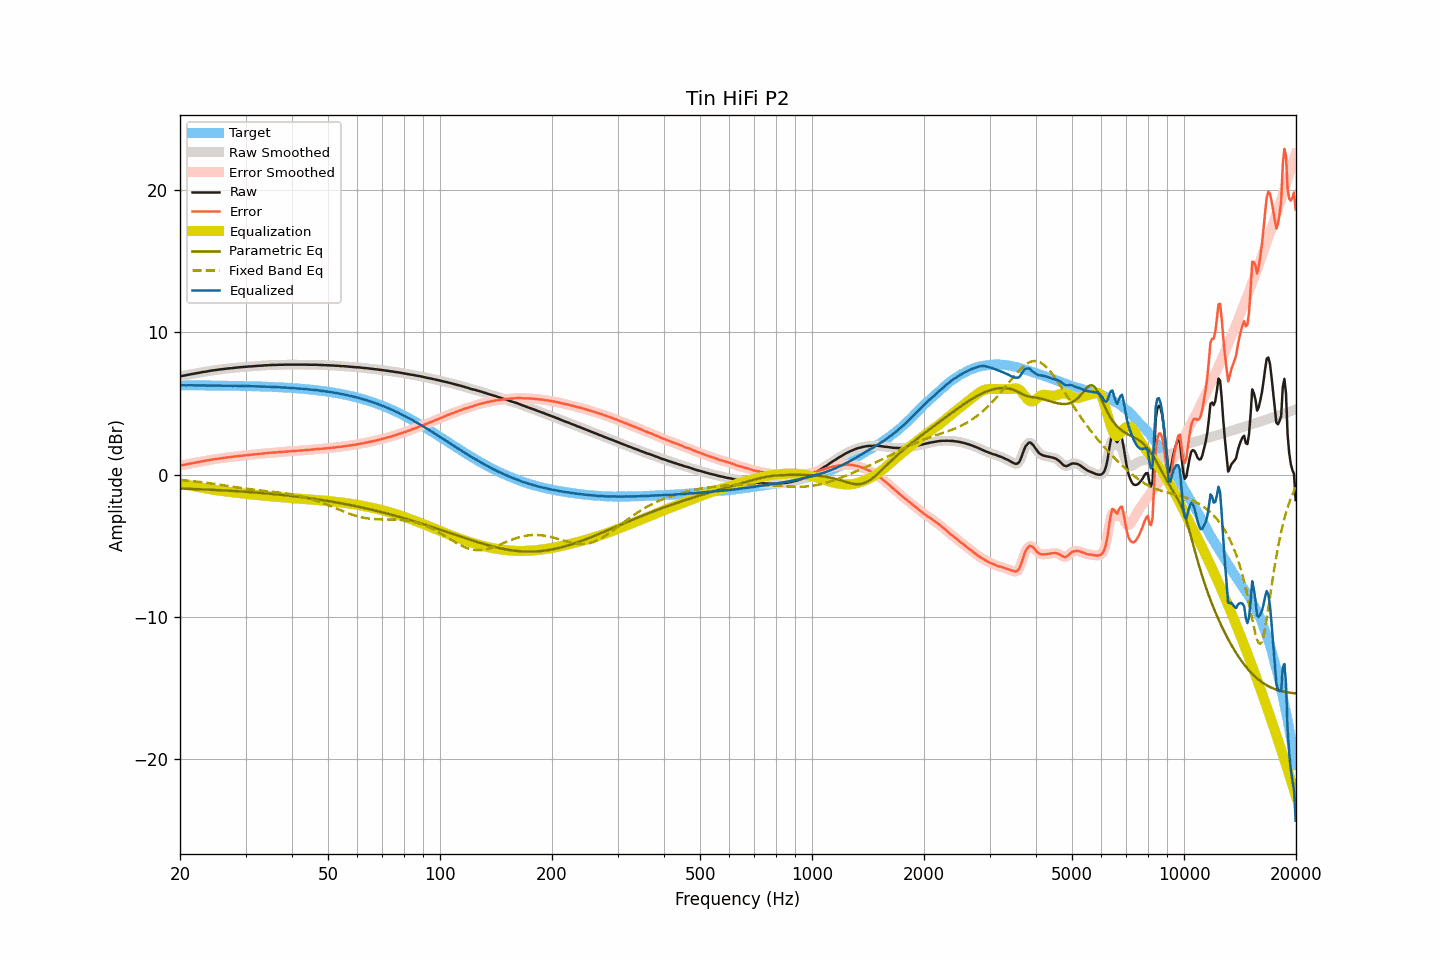 Tin HiFi P2
Target
Raw Smoothed
Error Smoothed
Raw
Error
Equalization
Parametric Eq
Fixed Band Eq
Equalized
20
10
0
−10
−20
Amplitude (dBr)
20 50 100 200 500 1000 2000 5000 10000 20000
Frequency (Hz)